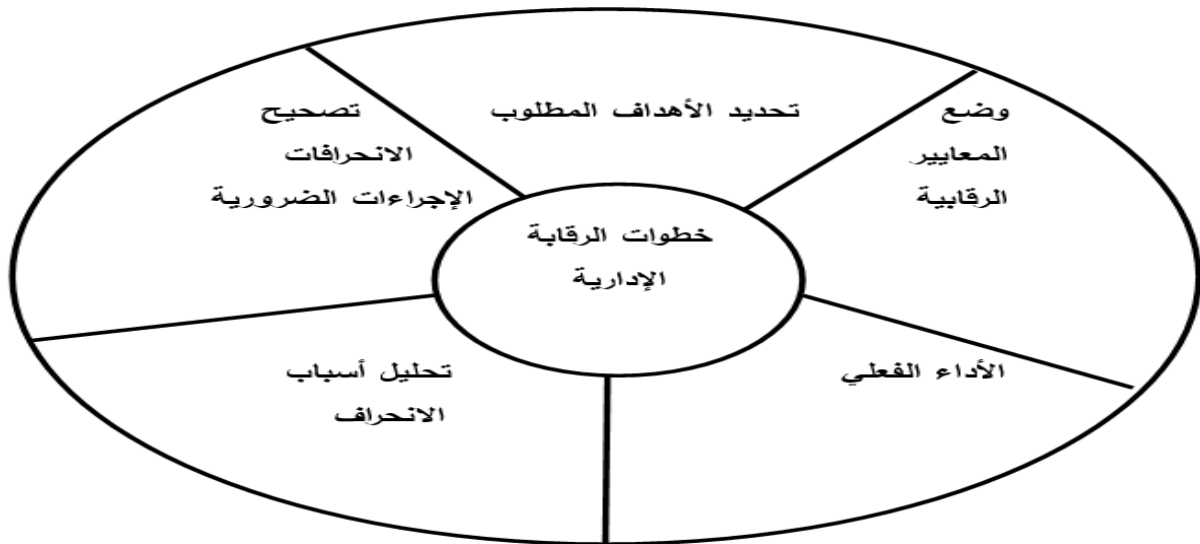 تحديد الأهداف المطلوب
وضع
المعايير
الرقابية
الأداء الفعلي
تحليل أسباب
الانحراف
تصحيح
الانحرافات
الإجراءات الضرورية
خطوات الرقابة
الإدارية